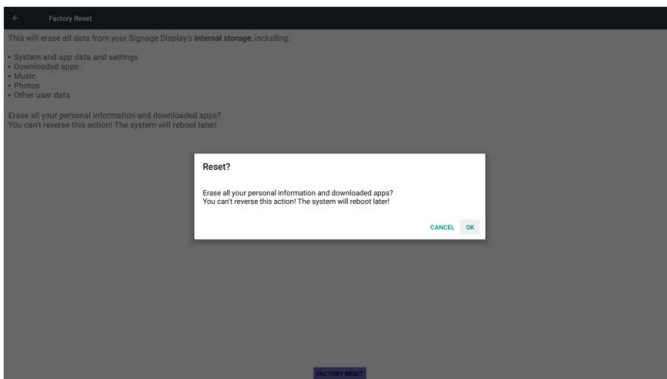 Factory Reset
This will erase all data from your Signage Display's internal storage, including:
• System and app data and settings
• Downloaded apps
• Music
• Photos
• Other user data
Erase all your personal information and downloaded apps?
You can't reverse this action! The system will reboot later!
Reset?
Erase all your personal information and downloaded apps?
You can't reverse this action! The system will reboot later!
CANCEL OK
FACTORY RESET